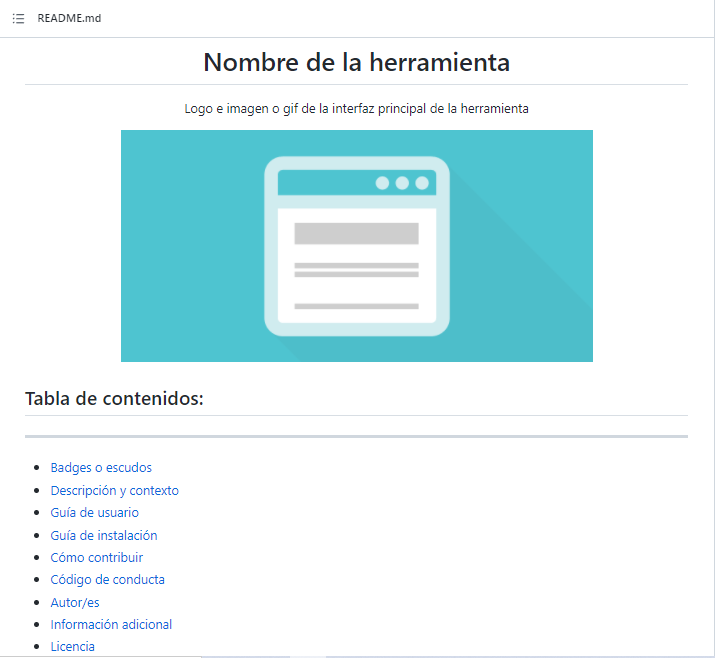 README.md
Nombre de la herramienta
Logo e imagen o gif de la interfaz principal de la herramienta
Tabla de contenidos:
Badges o escudos
Descripción y contexto
Guía de usuario
Guía de instalación
Cómo contribuir
Código de conducta
Autor/es
Información adicional
Licencia